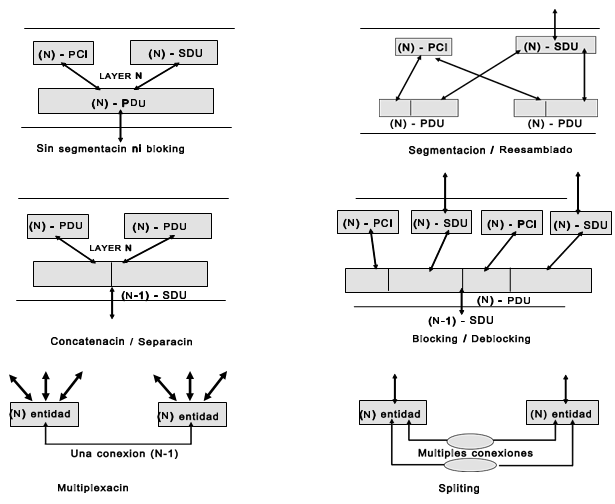 (N) - PCI
(N) - SDU
LAYER N
(N) - PDU
Sin segmentacin ni bloking
(N) - PCI
(N) - SDU
(N) - PDU
(N) - PDU
Segmentacion / Reesamblado
(N) - PDU
(N) - PDU
LAYER N
(N-1) - SDU
Concatenacin / Separacin
(N) - PCI
(N) - SDU
(N) - PCI
(N) - SDU
(N) - PDU
(N-1) - SDU
Blocking / Deblocking
(N) entidad
(N) entidad
Una conexion (N-1)
Multiplexacin
(N) entidad
(N) entidad
Multiples conexiones
Spliting